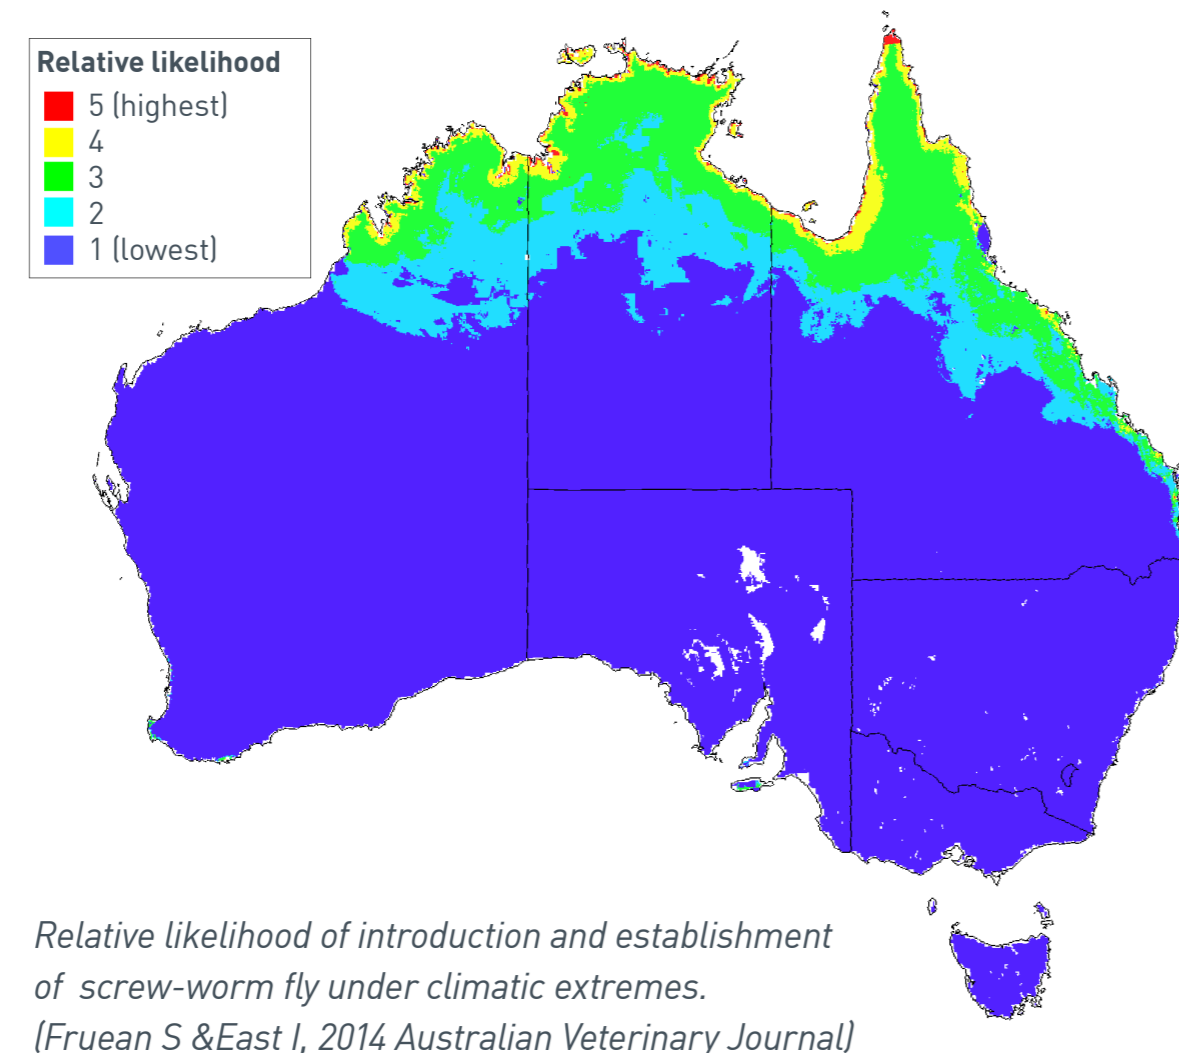 Relative likelihood
5 (highest)
4
3
2
1 (lowest)
Relative likelihood of introduction and establishment
of screw-worm fly under climatic extremes.
(Fruean S &East I, 2014 Australian Veterinary Journal)